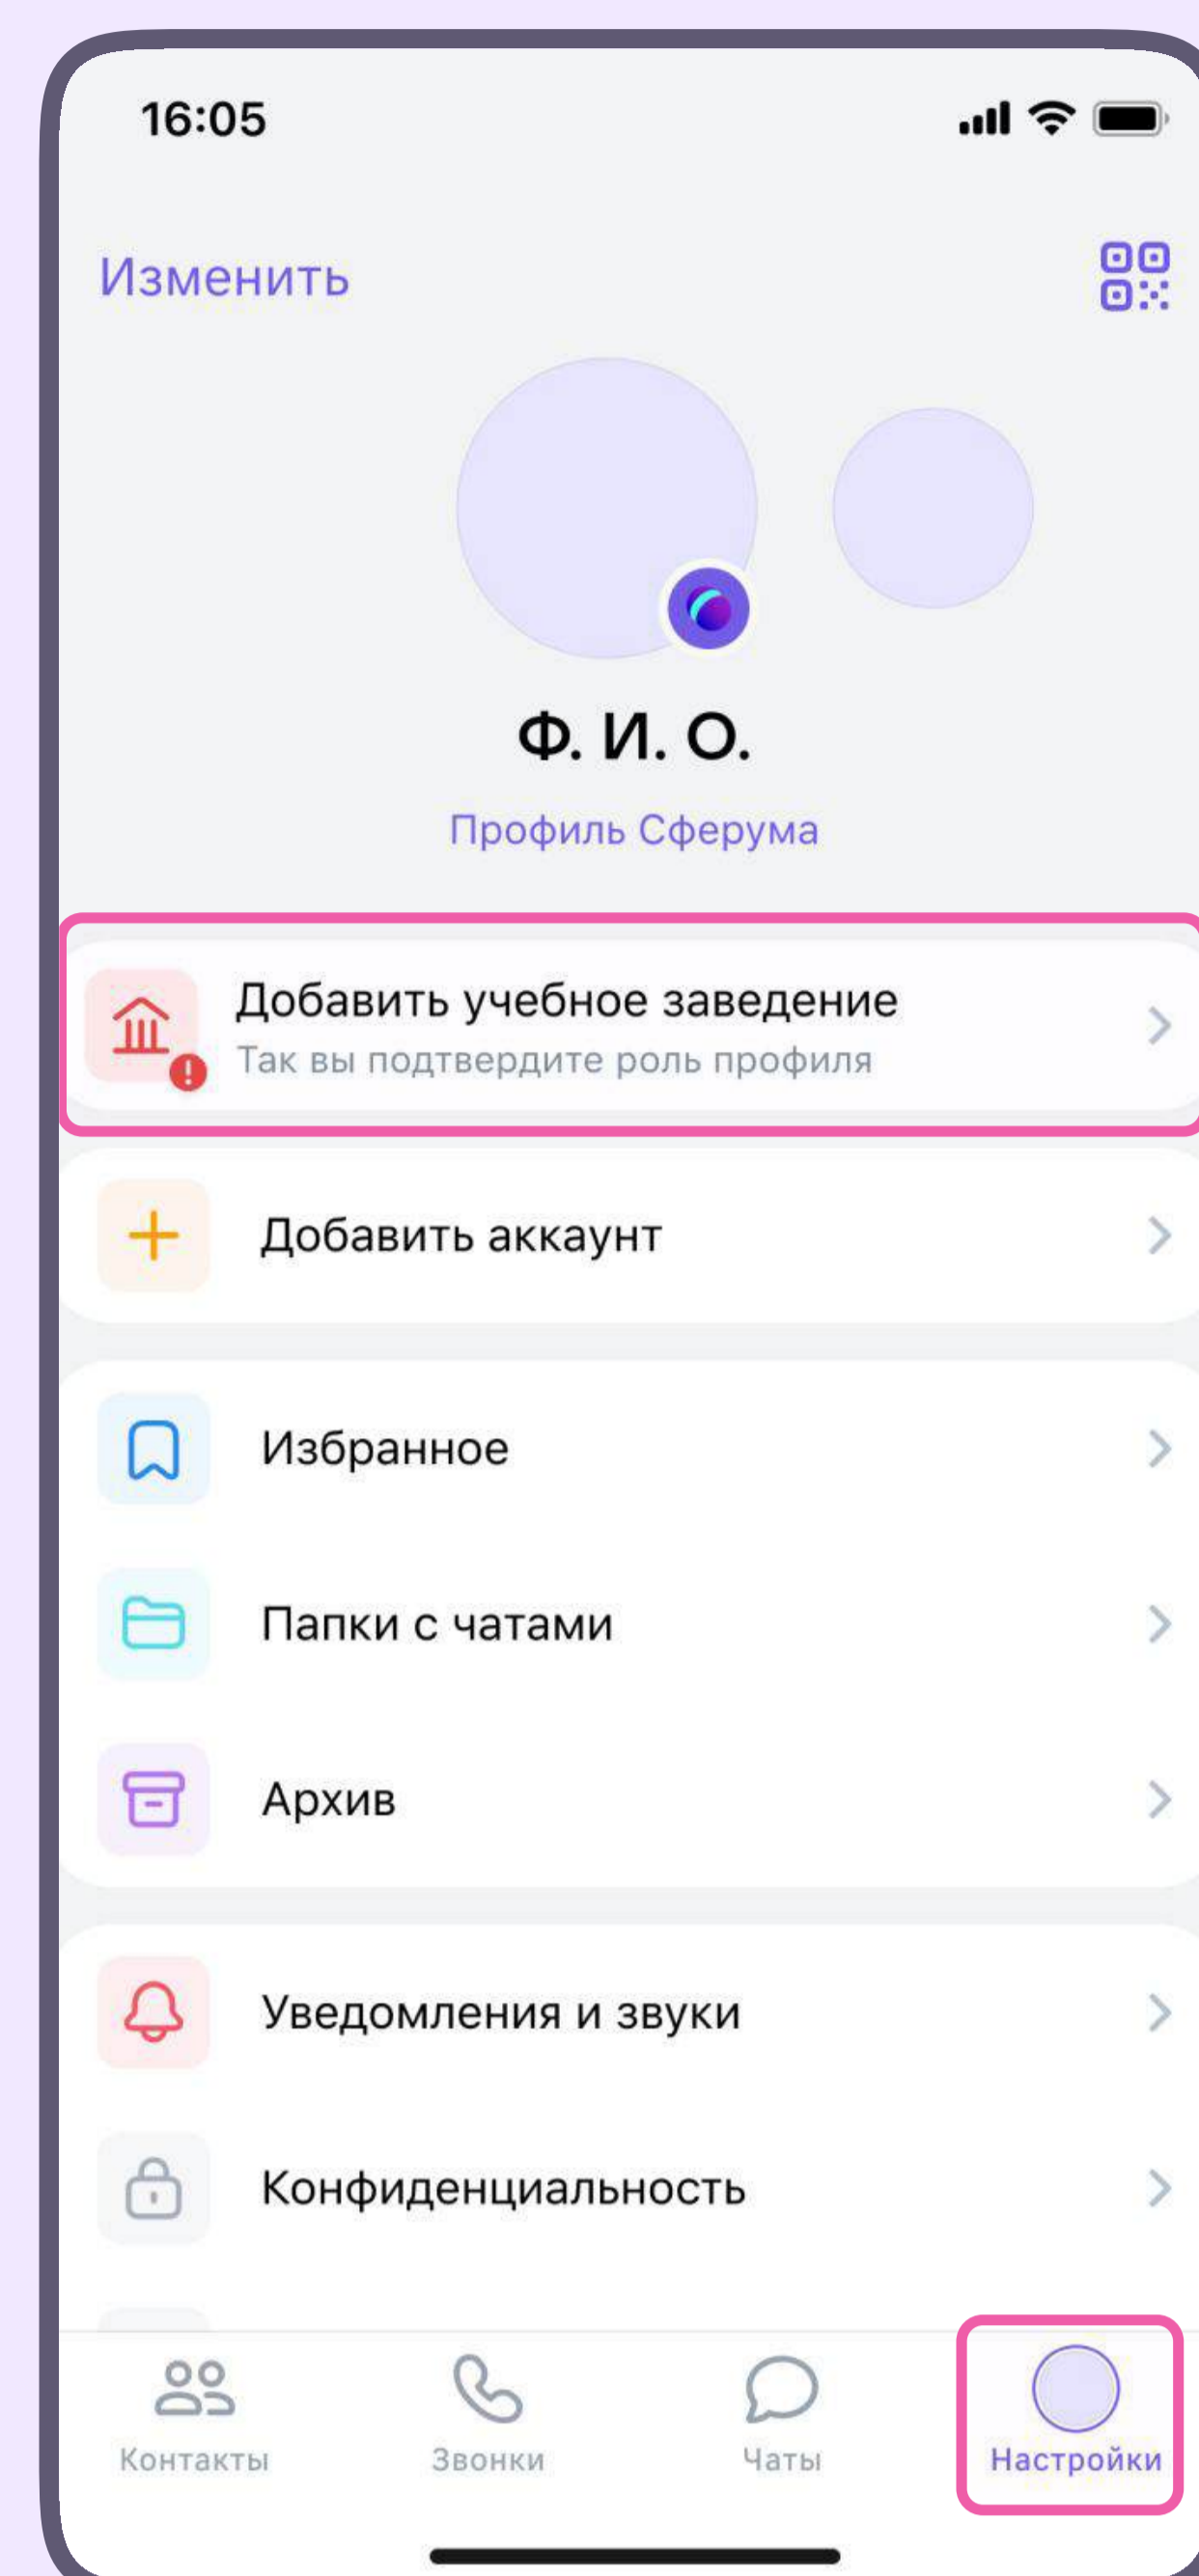 16:05
Изменить
Ф. И. О.
Профиль Сферума
Добавить учебное заведение
Так вы подтвердите роль профиля
Добавить аккаунт
Избранное
Папки с чатами
Архив
Уведомления и звуки
Конфиденциальность
Контакты
Звонки
Чаты
Настройки